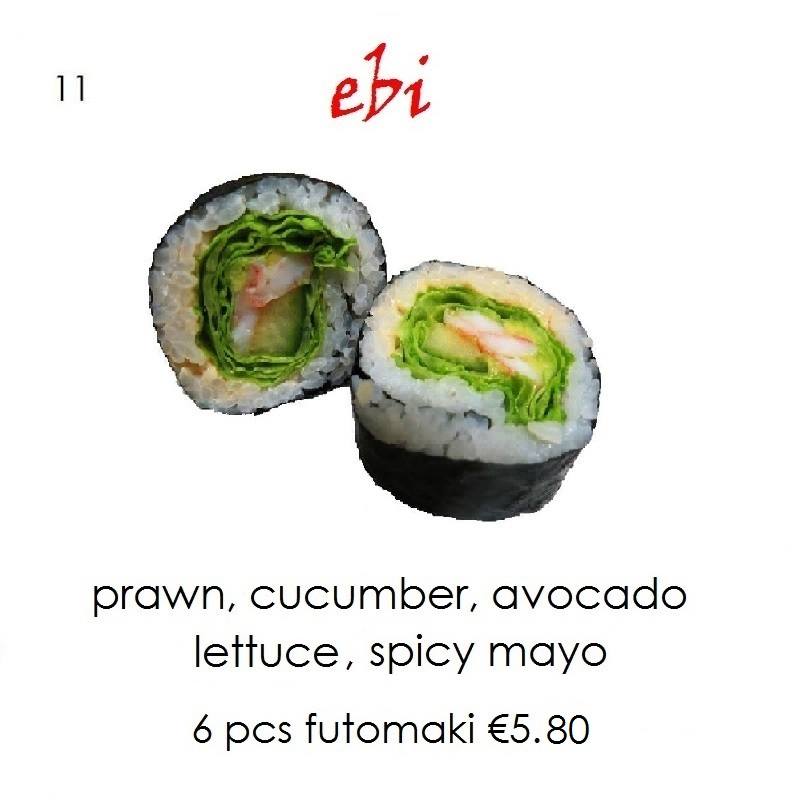 11
ebi
prawn, cucumber, avocado
lettuce, spicy mayo
6 pcs futomaki €5.80